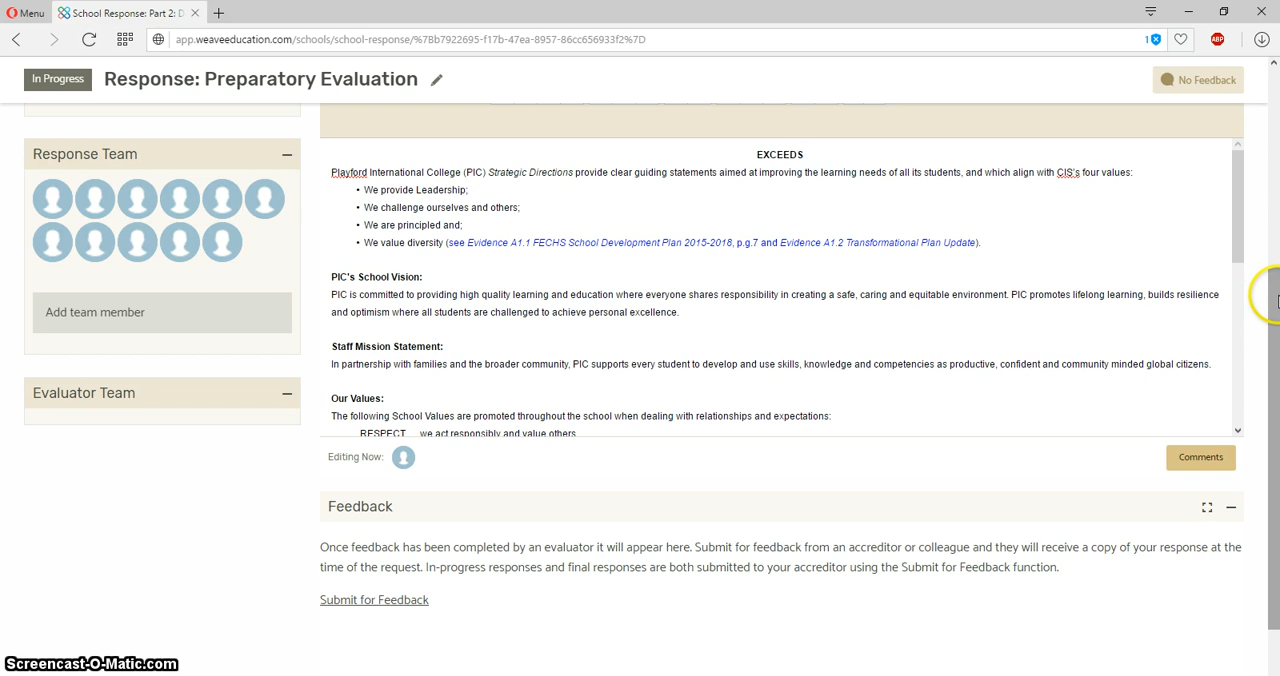 Menu
School Response: Part 2: D
app.weaveeducation.com/schools/school-response/%7Bb7922695-f17b-47ea-8957-86cc656933f2%7D
1
ABP
In Progress
Response: Preparatory Evaluation
No Feedback
Response Team
Add team member
Evaluator Team
EXCEEDS
Playford International College (PIC) Strategic Directions provide clear guiding statements aimed at improving the learning needs of all its students, and which align with CIS's four values:
• We provide Leadership;
• We challenge ourselves and others;
• We are principled and;
• We value diversity (see Evidence A1.1 FECHS School Development Plan 2015-2018, p.g.7 and Evidence A1.2 Transformational Plan Update).
PIC's School Vision:
PIC is committed to providing high quality learning and education where everyone shares responsibility in creating a safe, caring and equitable environment. PIC promotes lifelong learning, builds resilience
and optimism where all students are challenged to achieve personal excellence.
Staff Mission Statement:
In partnership with families and the broader community, PIC supports every student to develop and use skills, knowledge and competencies as productive, confident and community minded global citizens.
Our Values:
The following School Values are promoted throughout the school when dealing with relationships and expectations:
RESPECT we act responsibly and value others
Editing Now:
Comments
Feedback
Once feedback has been completed by an evaluator it will appear here. Submit for feedback from an accreditor or colleague and they will receive a copy of your response at the
time of the request. In-progress responses and final responses are both submitted to your accreditor using the Submit for Feedback function.
Submit for Feedback
Screencast-O-Matic.com